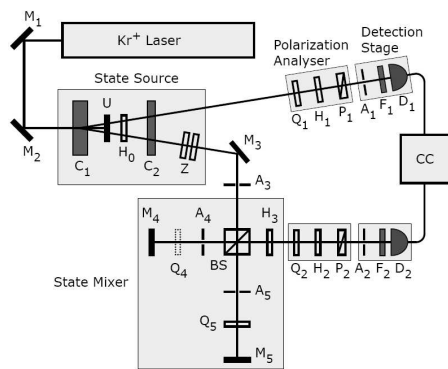 M1
Kr+ Laser
Polarization
Analyser
Detection
Stage
State Source
U
Q1
H1
P1
A1
F1
D1
M2
C1
H0
C2
Z
M3
CC
A3
M4
A4
H3
Q4
BS
Q2
H2
P2
A2
F2
D2
State Mixer
A5
Q5
M5